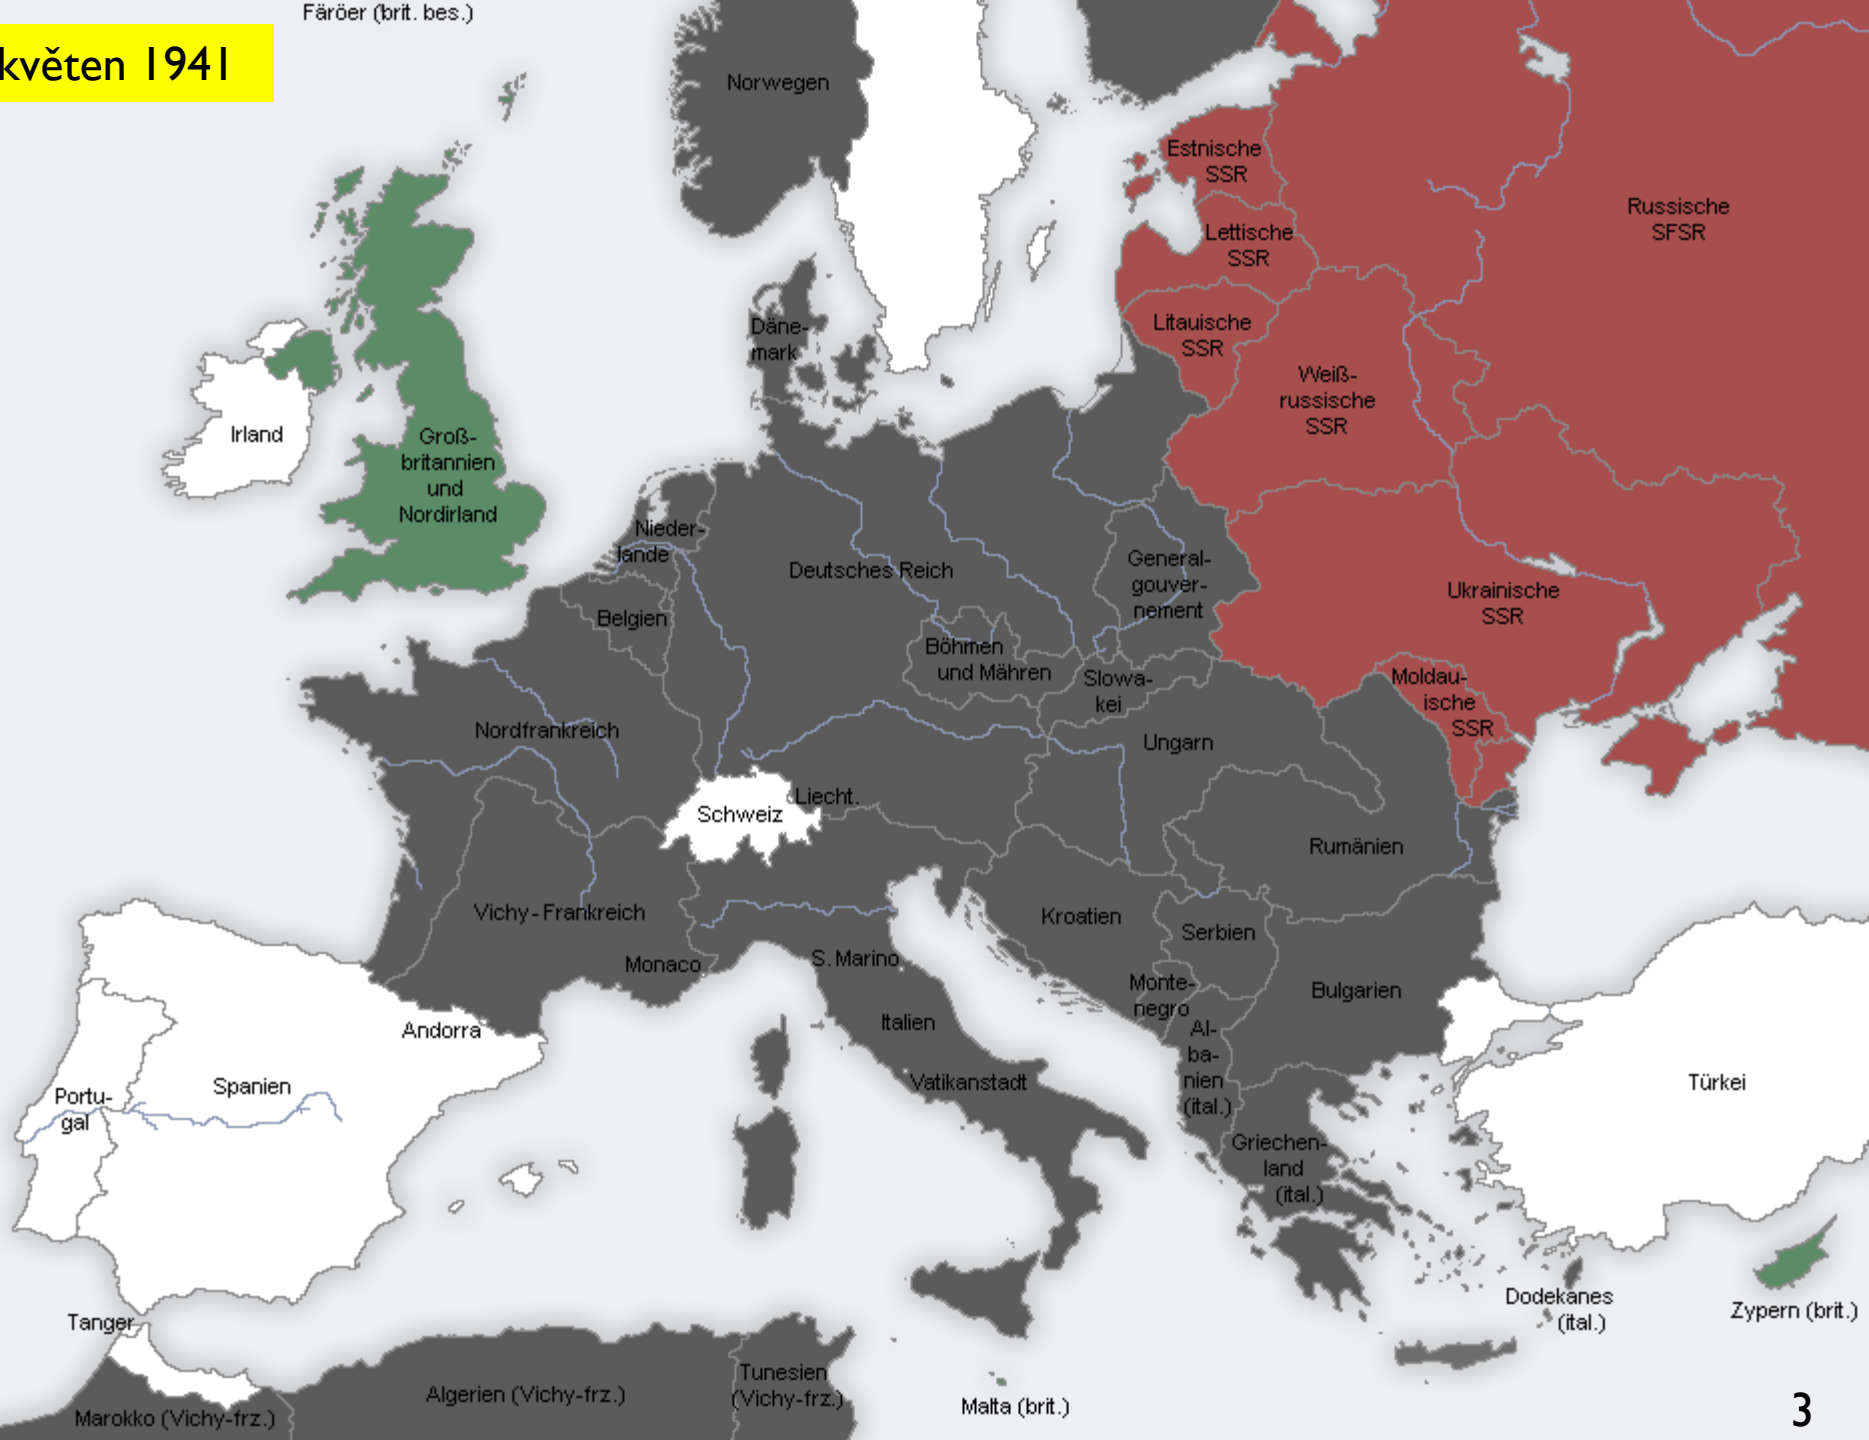 Färöer (brit. bes.)
květen 1941
Norwegen
Estnische
SSR
Russische
SFSR
Lettische
SSR
Däne-
mark
Litauische
SSR
Weiß-
russische
SSR
Irland
Groß-
britannien
und
Nordirland
Nieder-
lande
Deutsches Reich
General-
gouver-
nement
Ukrainische
SSR
Belgien
Böhmen
und Mähren
Slowa-
kei
Moldau-
ische
SSR
Nordfrankreich
Ungarn
Liecht.
Schweiz
Rumänien
Vichy-Frankreich
Kroatien
Serbien
Monaco
S. Marino
Monte-
negro
Bulgarien
Italien
Andorra
Al-
ba-
nien
(ital.)
Vatikanstadt
Türkei
Spanien
Portu-
gal
Griechen-
land
(ital.)
Dodekanes
(ital.)
Zypern (brit.)
Tanger
Tunesien
(Vichy-frz.)
Algerien (Vichy-frz.)
Marokko (Vichy-frz.)
Malta (brit.)
3